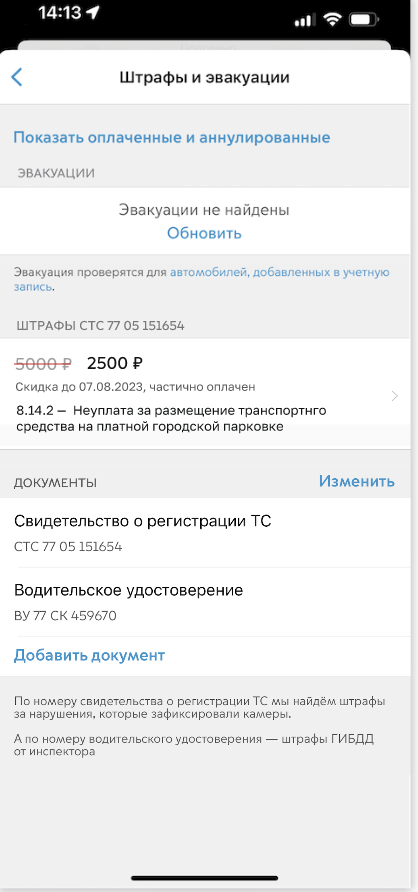 14:13
Штрафы и эвакуации
Показать оплаченные и аннулированные
ЭВАКУАЦИИ
Эвакуации не найдены
Обновить
Эвакуация проверятся для автомобилей, добавленных в учетную
запись.
ШТРАФЫ СТС 77 05 151654
5000 ₽ 2500 ₽
Скидка до 07.08.2023, частично оплачен
8.14.2 — Неуплата за размещение транспортнго
средства на платной городской парковке
ДОКУМЕНТЫ Изменить
Свидетельство о регистрации ТС
СТС 77 05 151654
Водительское удостоверение
ВУ 77 СК 459670
Добавить документ
По номеру свидетельства о регистрации ТС мы найдём штрафы
за нарушения, которые зафиксировали камеры.
А по номеру водительского удостоверения — штрафы ГИБДД
от инспектора